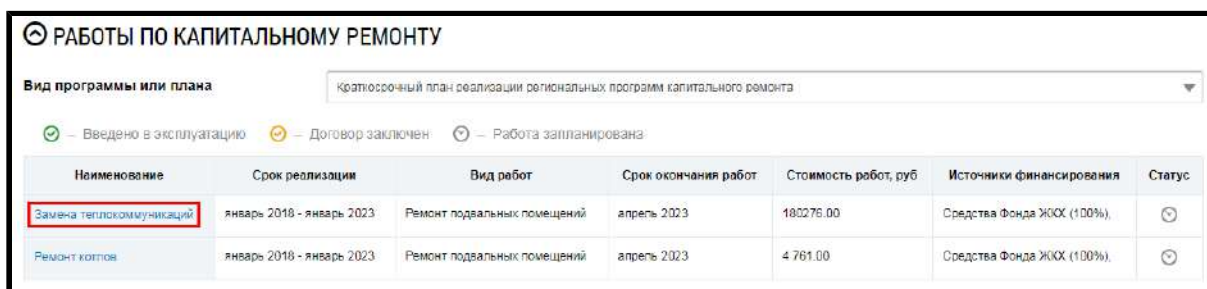 РАБОТЫ ПО КАПИТАЛЬНОМУ РЕМОНТУ
Вид программы или плана Краткосрочный план реализации региональных программ капитального ремонта
– Введено в эксплуатацию – Договор заключен – Работа запланирована
Наименование Срок реализации Вид работ Срок окончания работ Стоимость работ, руб Источники финансирования Статус
Замена теплокоммуникаций январь 2018 - январь 2023 Ремонт подвальных помещений апрель 2023 180276.00 Средства Фонда ЖКХ (100%),
Ремонт котлов январь 2018 - январь 2023 Ремонт подвальных помещений апрель 2023 4 761.00 Средства Фонда ЖКХ (100%),